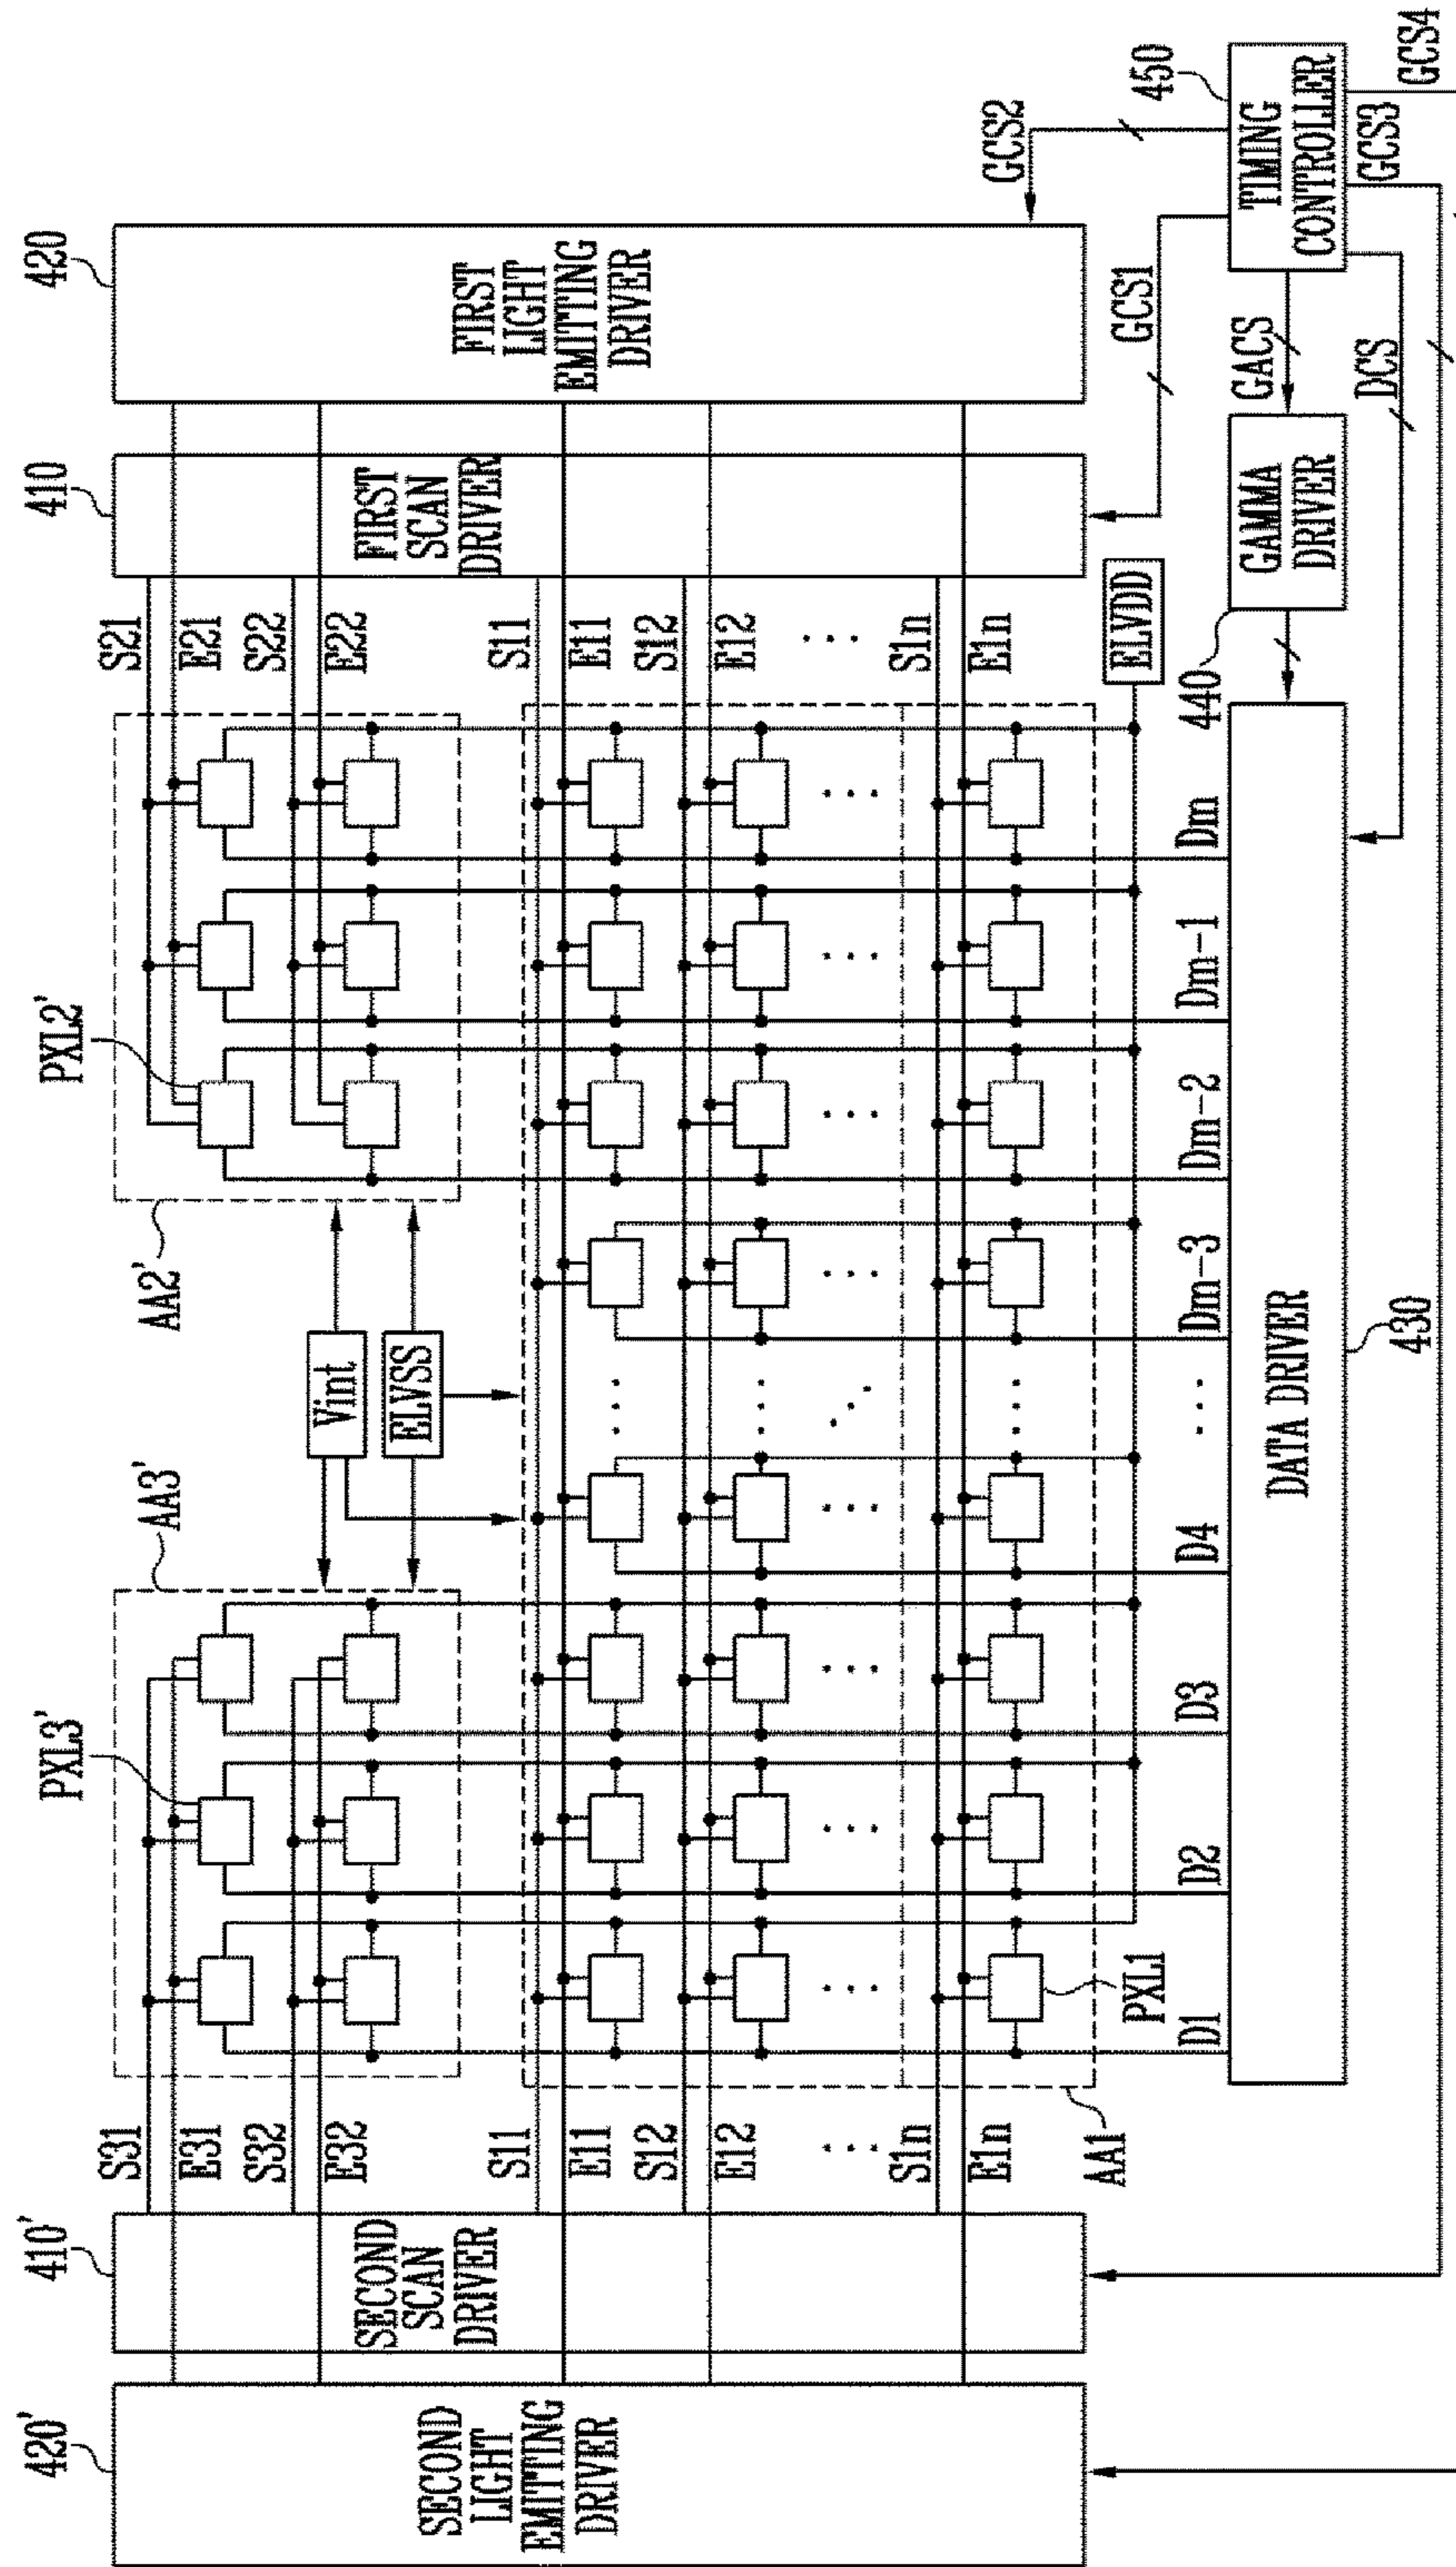 420'
SECOND
LIGHT
EMITTING
DRIVER
410'
SECOND
SCAN
DRIVER
S31
E31
S32
E32
S11
E11
S12
E12
...
S1n
E1n
AA1
PXL3'
AA3'
Vint
ELVSS
AA2'
PXL2'
PXL1
S21
E21
S22
E22
S11
E11
S12
E12
...
S1n
E1n
ELVDD
410
FIRST
SCAN
DRIVER
420
FIRST
LIGHT
EMITTING
DRIVER
D1
D2
D3
D4
...
Dm-3
Dm-2
Dm-1
Dm
DATA DRIVER
430
440
GAMMA
DRIVER
GACS
DCS
GCS1
GCS2
450
TIMING
CONTROLLER
GCS3
GCS4